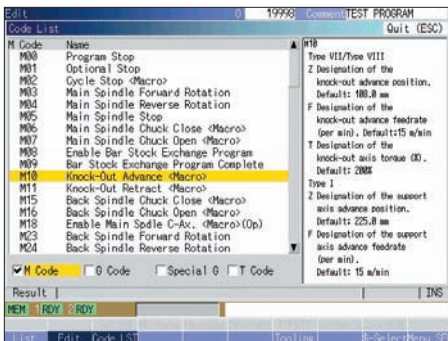 Edit 0 19998 Comment TEST PROGRAM
Code List Quit (ESC)
M Code Name
M00 Program Stop
M01 Optional Stop
M02 Cycle Stop <Macro>
M03 Main Spindle Forward Rotation
M04 Main Spindle Reverse Rotation
M05 Main Spindle Stop
M06 Main Spindle Chuck Close <Macro>
M07 Main Spindle Chuck Open <Macro>
M08 Enable Bar Stock Exchange Program
M09 Bar Stock Exchange Program Complete
M10 Knock-Out Advance <Macro>
M11 Knock-Out Retract <Macro>
M15 Back Spindle Chuck Close <Macro>
M16 Back Spindle Chuck Open <Macro>
M18 Enable Main Spdle C-Ax. <Macro>(Op)
M23 Back Spindle Forward Rotation
M24 Back Spindle Reverse Rotation
M10
Type VII/Type VIII
Z Designation of the
knock-out advance position.
Default: 108.0 mm
F Designation of the
knock-out advance feedrate
(per min). Default:15 m/min
T Designation of the
knock-out axis torque (%).
Default: 200%
Type I
Z Designation of the support
axis advance position.
Default: 225.0 mm
F Designation of the support
axis advance feedrate
(per min).
Default: 15 m/min
M Code G Code Special G T Code
Result INS
MEM 1 RDY 2 RDY
List Edit Code LST Tooling &-SelectMenu SF